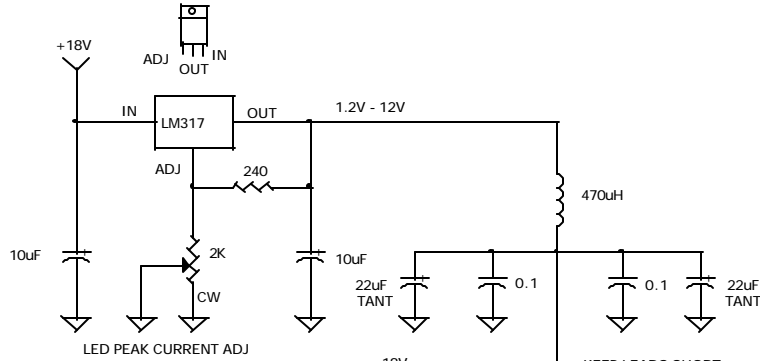 +18V
ADJ
OUT
IN
IN
LM317
OUT
1.2V - 12V
ADJ
240
470uH
10uF
2K
10uF
CW
22uF
TANT
0.1
0.1
22uF
TANT
LED PEAK CURRENT ADJ